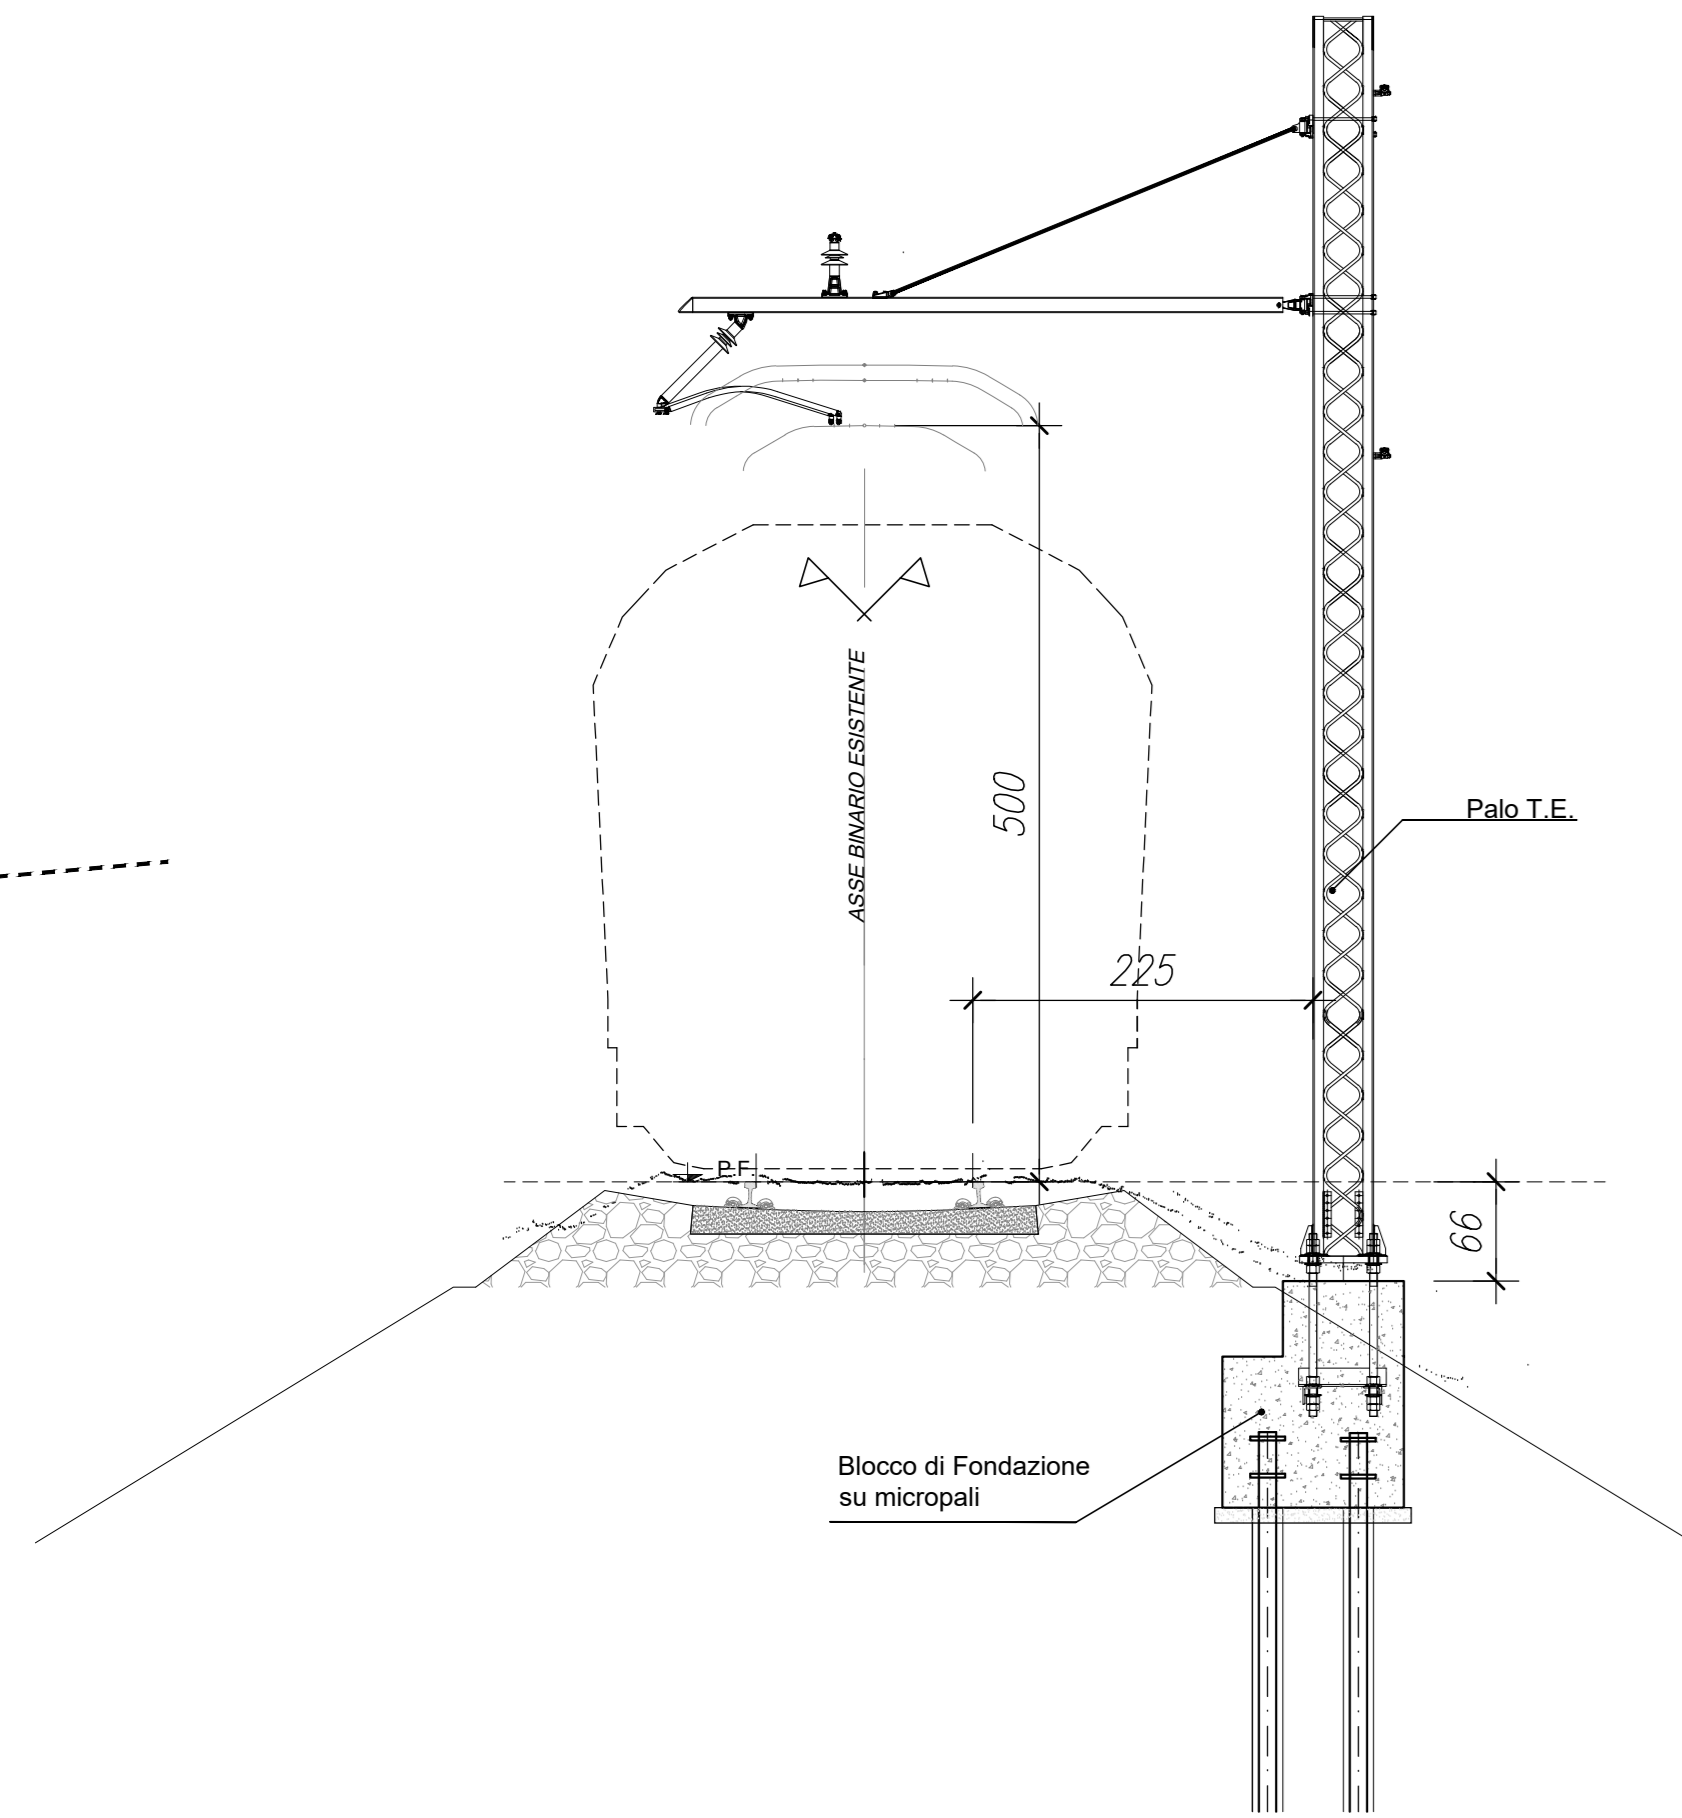 ASSE BINARIO ESISTENTE
500
Palo T.E.
225
P.F.
66
Blocco di Fondazione
su micropali